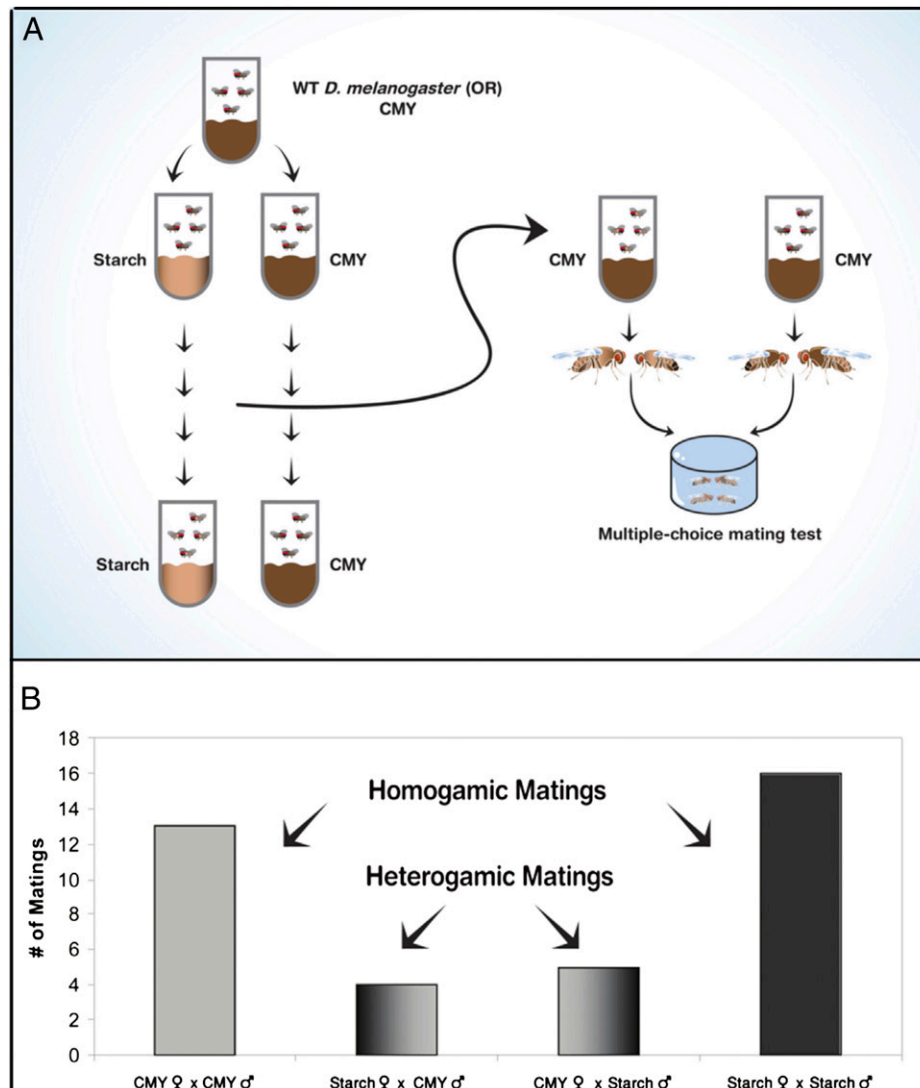 A
WT D. melanogaster (OR)
CMY
Starch
CMY
CMY
CMY
Starch
CMY
Multiple-choice mating test
B
# of Matings
18
16
14
12
10
8
6
4
2
0
Homogamic Matings
Heterogamic Matings
CMY ♀ x CMY ♂
Starch ♀ x CMY ♂
CMY ♀ x Starch ♂
Starch ♀ x Starch ♂